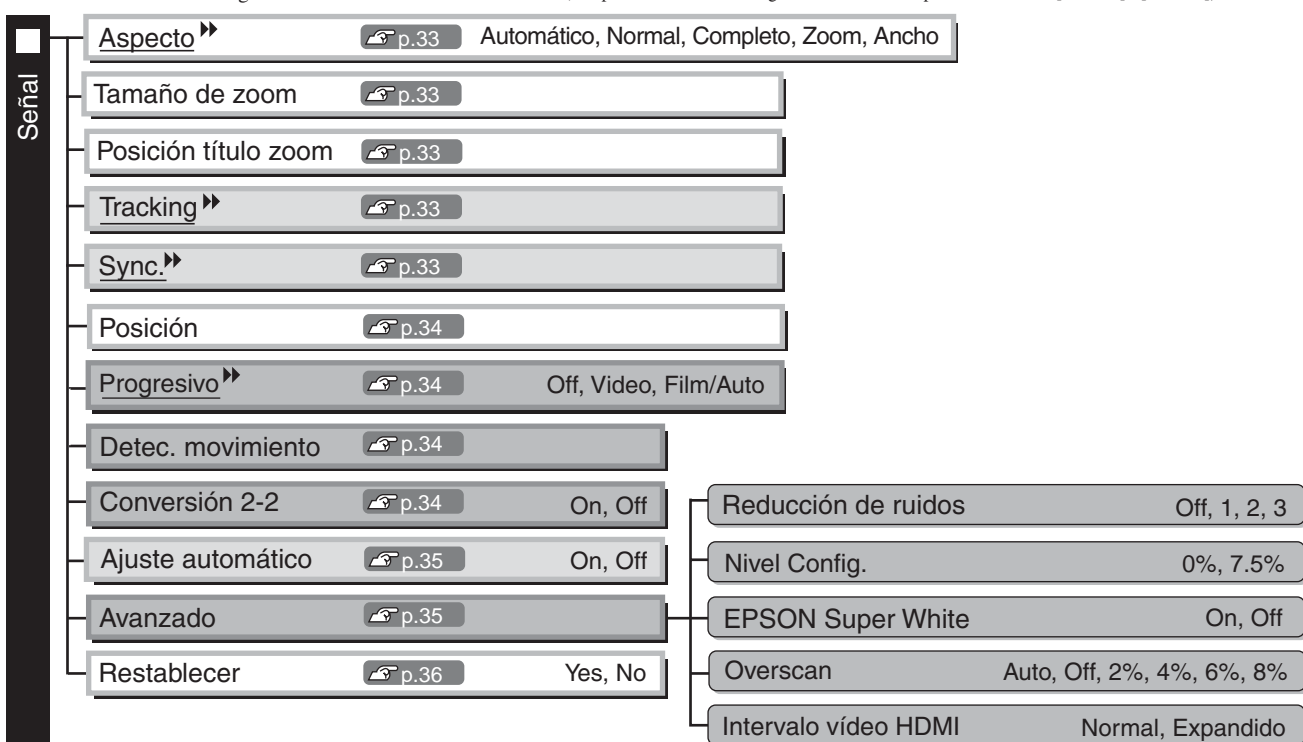 Señal
Aspecto p.33 Automático, Normal, Completo, Zoom, Ancho
Tamaño de zoom p.33
Posición título zoom p.33
Tracking p.33
Sync. p.33
Posición p.34
Progresivo p.34 Off, Video, Film/Auto
Detec. movimiento p.34
Conversión 2-2 p.34 On, Off
Ajuste automático p.35 On, Off
Avanzado p.35
Restablecer p.36 Yes, No
Reducción de ruidos Off, 1, 2, 3
Nivel Config. 0%, 7.5%
EPSON Super White On, Off
Overscan Auto, Off, 2%, 4%, 6%, 8%
Intervalo vídeo HDMI Normal, Expandido